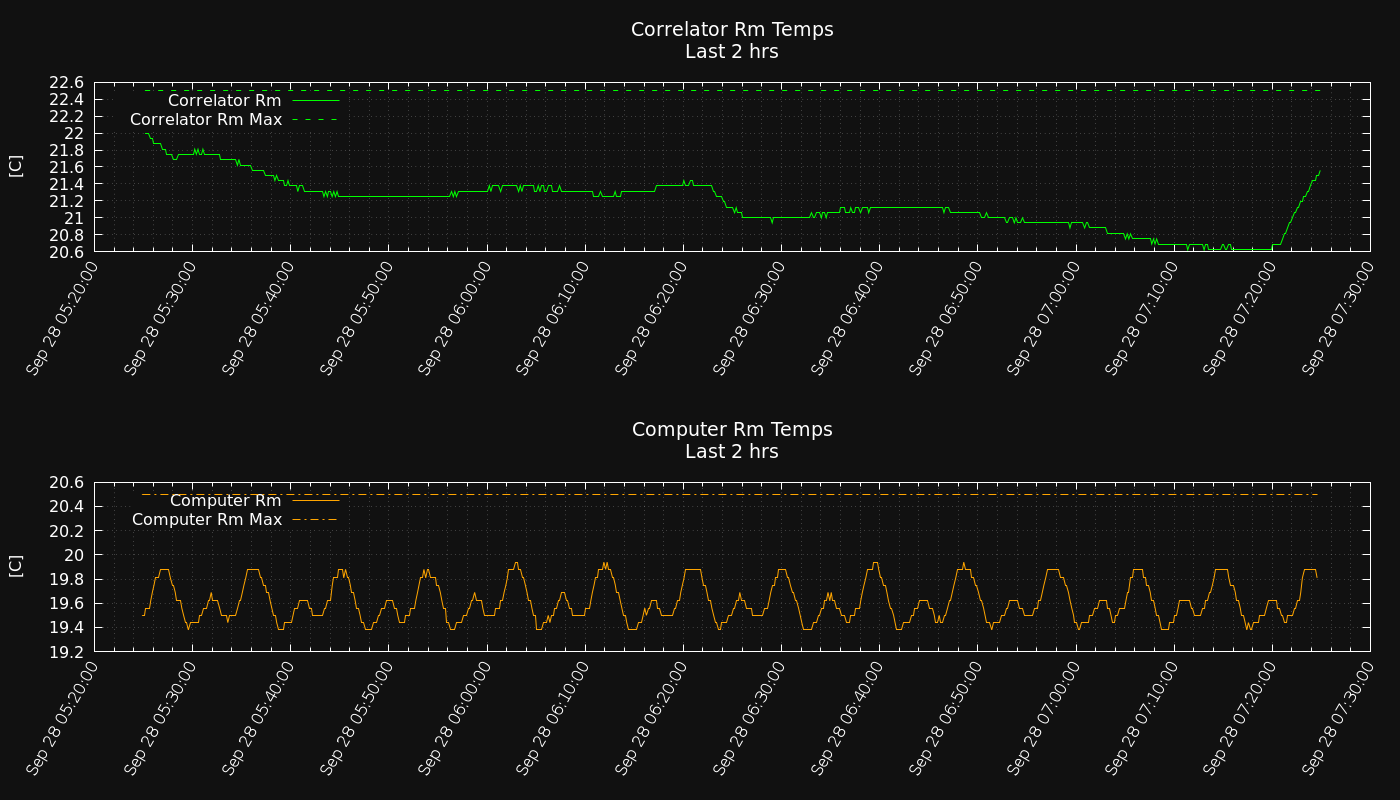 Correlator Rm Temps
Last 2 hrs
22.6
22.4
22.2
22
21.8
21.6
21.4
21.2
21
20.8
20.6
[C]
Correlator Rm
Correlator Rm Max
Sep 28 05:20:00
Sep 28 05:30:00
Sep 28 05:40:00
Sep 28 05:50:00
Sep 28 06:00:00
Sep 28 06:10:00
Sep 28 06:20:00
Sep 28 06:30:00
Sep 28 06:40:00
Sep 28 06:50:00
Sep 28 07:00:00
Sep 28 07:10:00
Sep 28 07:20:00
Sep 28 07:30:00
Computer Rm Temps
Last 2 hrs
20.6
20.4
20.2
20
19.8
19.6
19.4
19.2
[C]
Computer Rm
Computer Rm Max
Sep 28 05:20:00
Sep 28 05:30:00
Sep 28 05:40:00
Sep 28 05:50:00
Sep 28 06:00:00
Sep 28 06:10:00
Sep 28 06:20:00
Sep 28 06:30:00
Sep 28 06:40:00
Sep 28 06:50:00
Sep 28 07:00:00
Sep 28 07:10:00
Sep 28 07:20:00
Sep 28 07:30:00